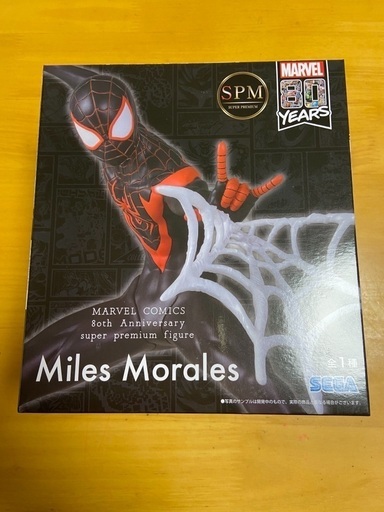 SPM
SUPER PREMIUM
MARVEL
80
YEARS
MARVEL COMICS
80th Anniversary
super premium figure
Miles Morales
全1種
SEGA
●写真のサンプルは開発中のもので、実際の商品とは多少異なる場合があります。